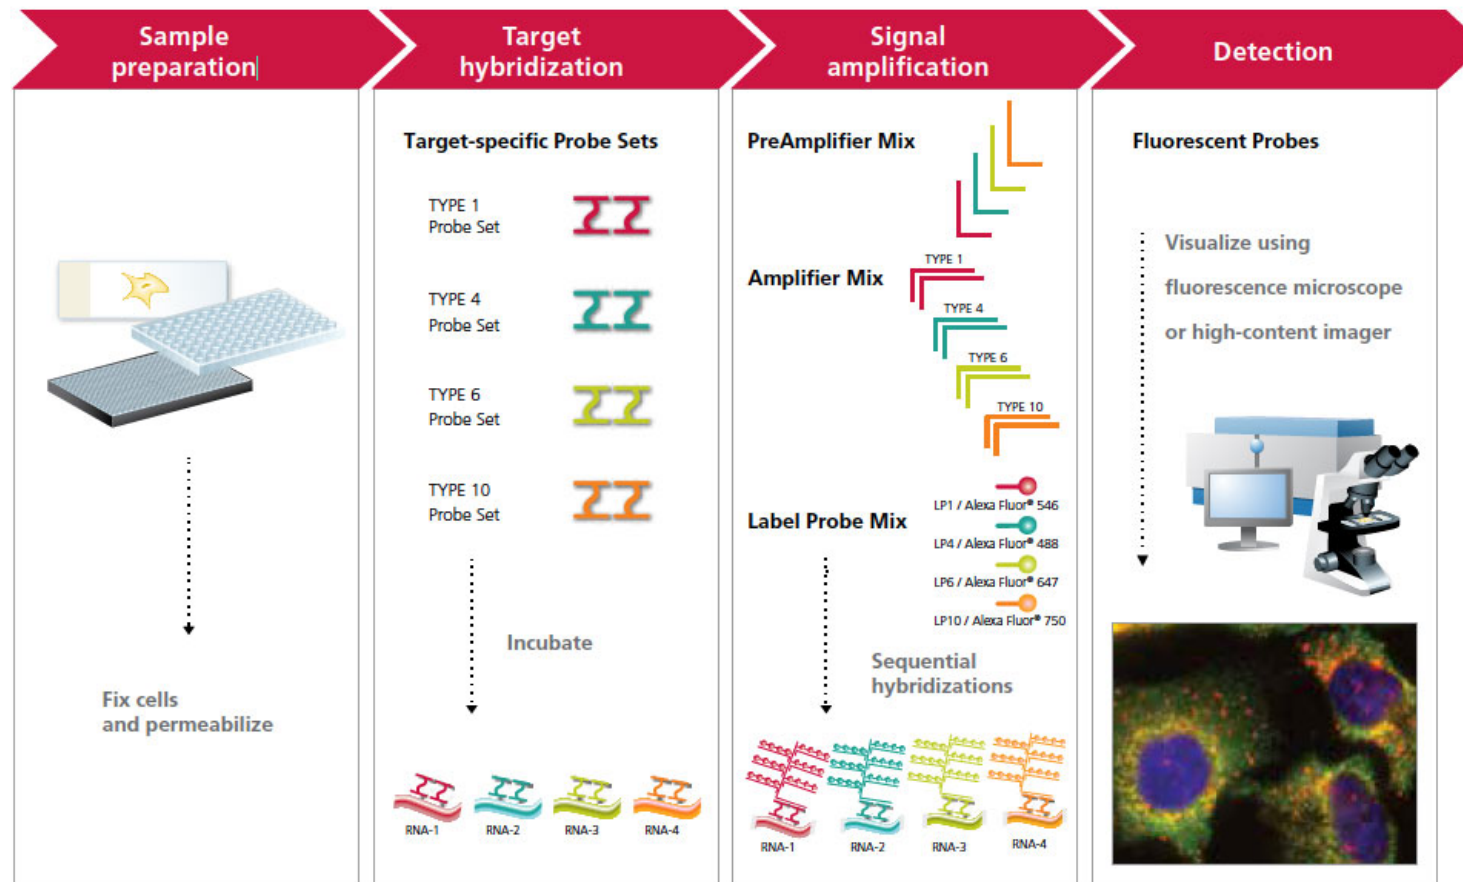 Sample
preparation
Target
hybridization
Signal
amplification
Detection
Fix cells
and permeabilize
Target-specific Probe Sets
TYPE 1
Probe Set
TYPE 4
Probe Set
TYPE 6
Probe Set
TYPE 10
Probe Set
Incubate
RNA-1
RNA-2
RNA-3
RNA-4
PreAmplifier Mix
Amplifier Mix
TYPE 1
TYPE 4
TYPE 6
TYPE 10
Label Probe Mix
LP1 / Alexa Fluor® 546
LP4 / Alexa Fluor® 488
LP6 / Alexa Fluor® 647
LP10 / Alexa Fluor® 750
Sequential
hybridizations
RNA-1
RNA-2
RNA-3
RNA-4
Fluorescent Probes
Visualize using
fluorescence microscope
or high-content imager